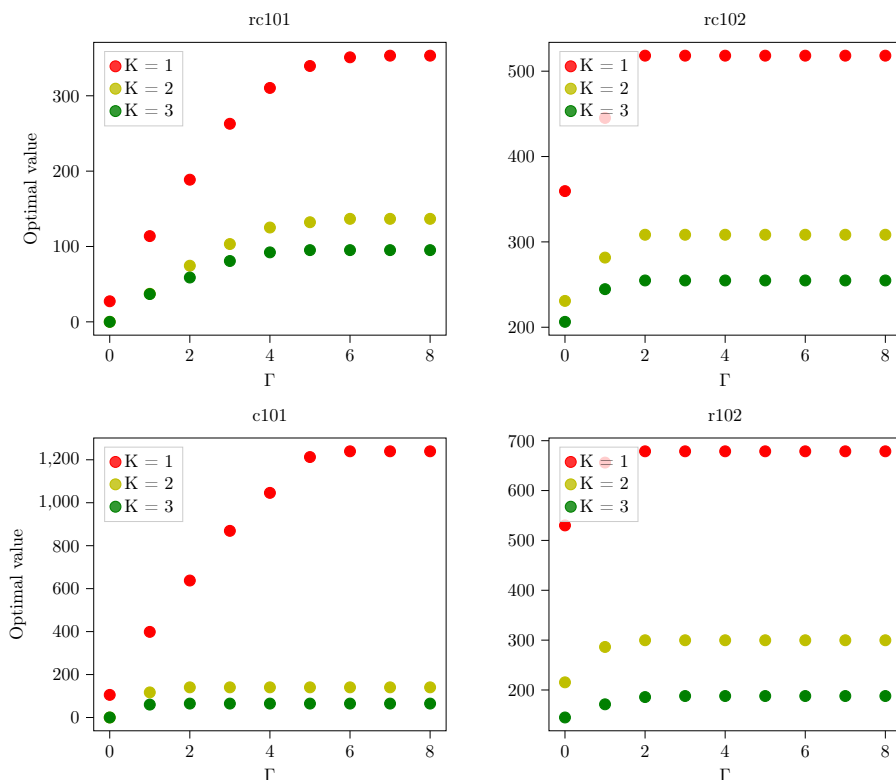 rc101
K = 1
K = 2
K = 3
300
200
100
0
Optimal value
0 2 4 6 8
Γ
rc102
K = 1
K = 2
K = 3
500
400
300
200
0 2 4 6 8
Γ
c101
K = 1
K = 2
K = 3
1,200
1,000
800
600
400
200
0
Optimal value
0 2 4 6 8
Γ
r102
K = 1
K = 2
K = 3
700
600
500
400
300
200
0 2 4 6 8
Γ